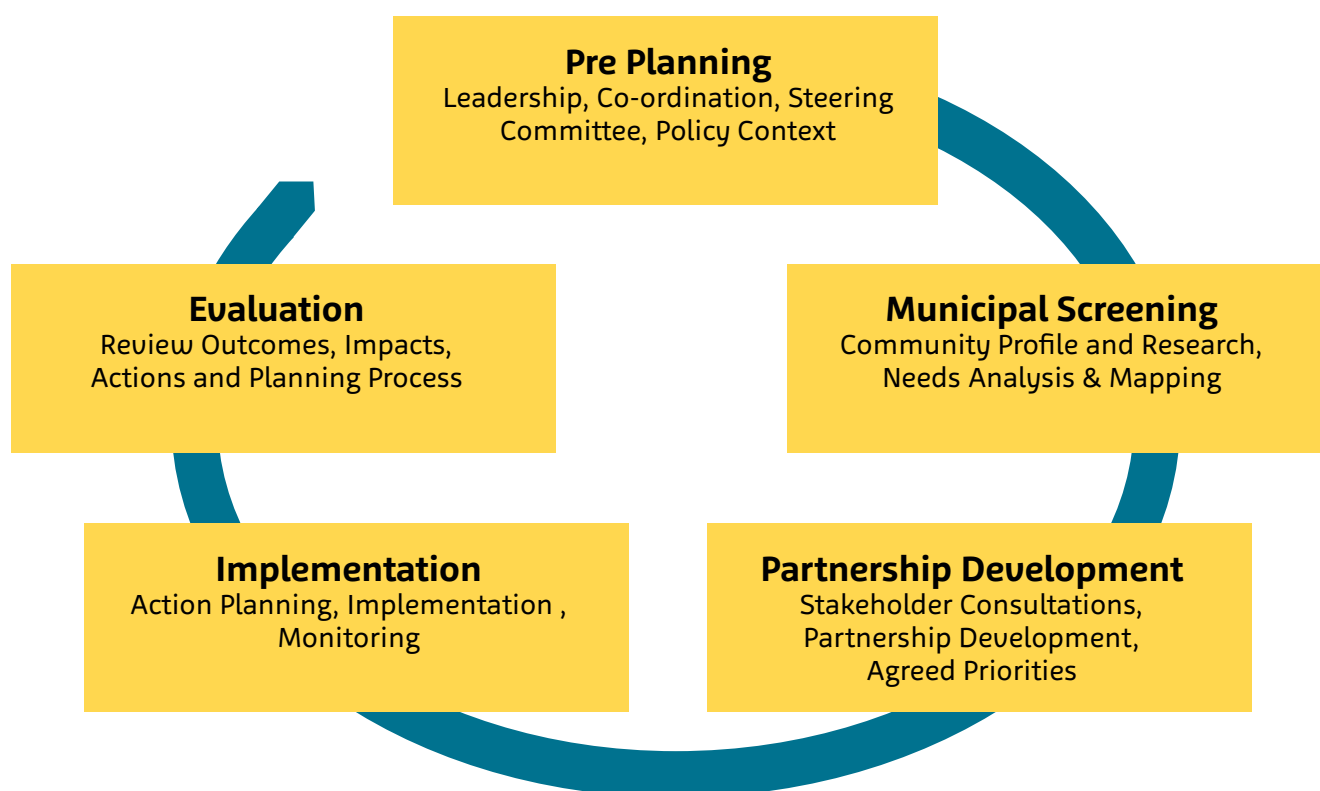 Pre Planning
Leadership, Co-ordination, Steering
Committee, Policy Context
Municipal Screening
Community Profile and Research,
Needs Analysis & Mapping
Partnership Development
Stakeholder Consultations,
Partnership Development,
Agreed Priorities
Implementation
Action Planning, Implementation ,
Monitoring
Evaluation
Review Outcomes, Impacts,
Actions and Planning Process